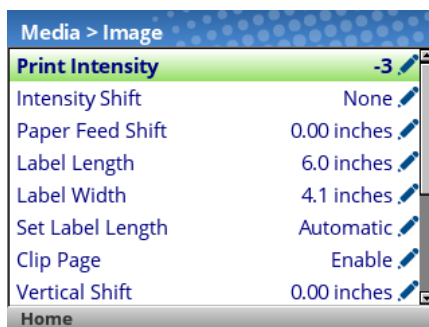 Media > Image
Print Intensity -3
Intensity Shift None
Paper Feed Shift 0.00 inches
Label Length 6.0 inches
Label Width 4.1 inches
Set Label Length Automatic
Clip Page Enable
Vertical Shift 0.00 inches
Home